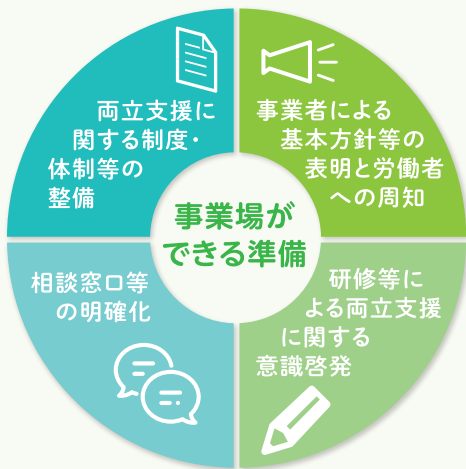 両立支援に
関する制度・
体制等の
整備
事業者による
基本方針等の
表明と労働者
への周知
事業場が
できる準備
相談窓口等
の明確化
研修等に
よる両立支援
に関する
意識啓発